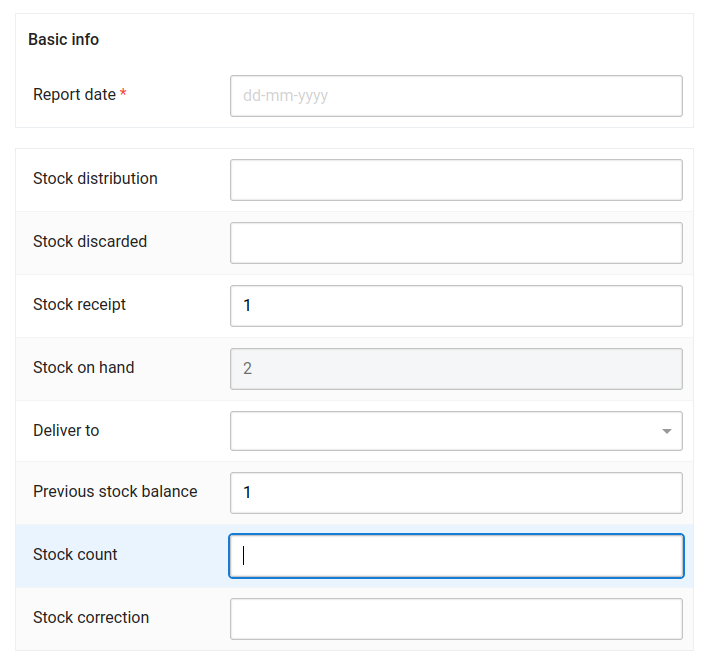 Basic info
Report date * dd-mm-yyyy
Stock distribution
Stock discarded
Stock receipt 1
Stock on hand 2
Deliver to
Previous stock balance 1
Stock count
Stock correction